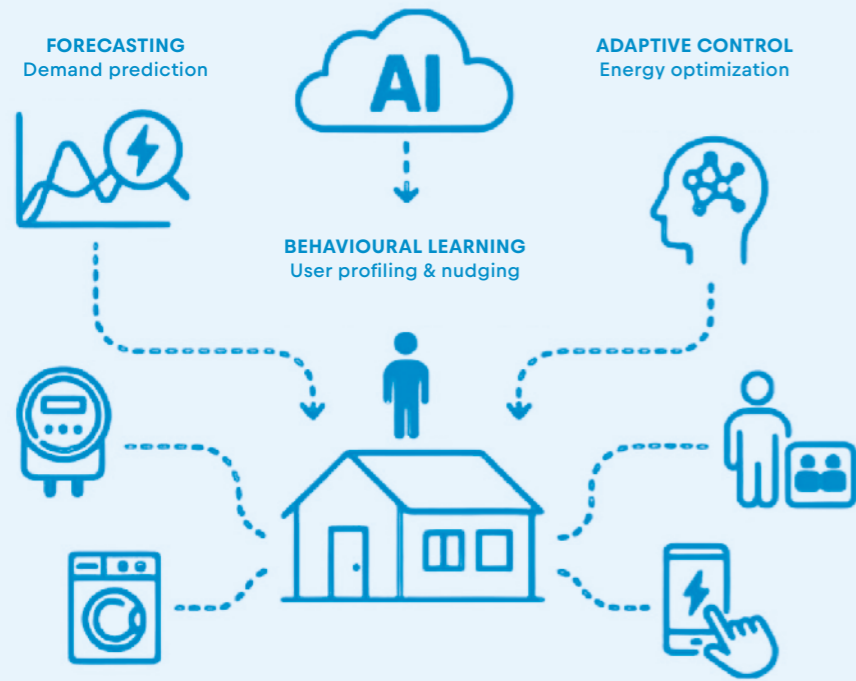 FORECASTING
Demand prediction
AI
ADAPTIVE CONTROL
Energy optimization
BEHAVIOURAL LEARNING
User profiling & nudging